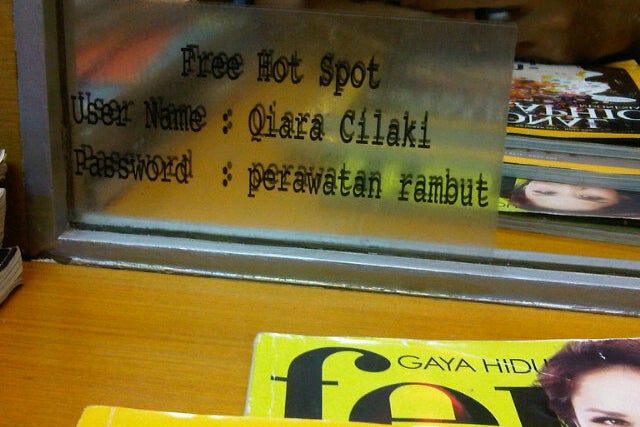 Free Hot Spot
User Name : Qiara Cilaki
Password : perawatan rambut
GAYA HiDU
fe